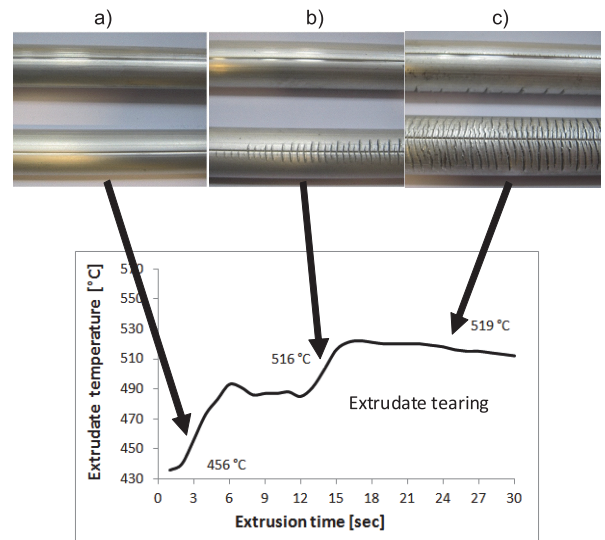 a) b) c)
570
550
530
510
490
470
450
430
Extrudate temperature [°C]
519 °C
516 °C
Extrudate tearing
456 °C
0 3 6 9 12 15 18 21 24 27 30
Extrusion time [sec]